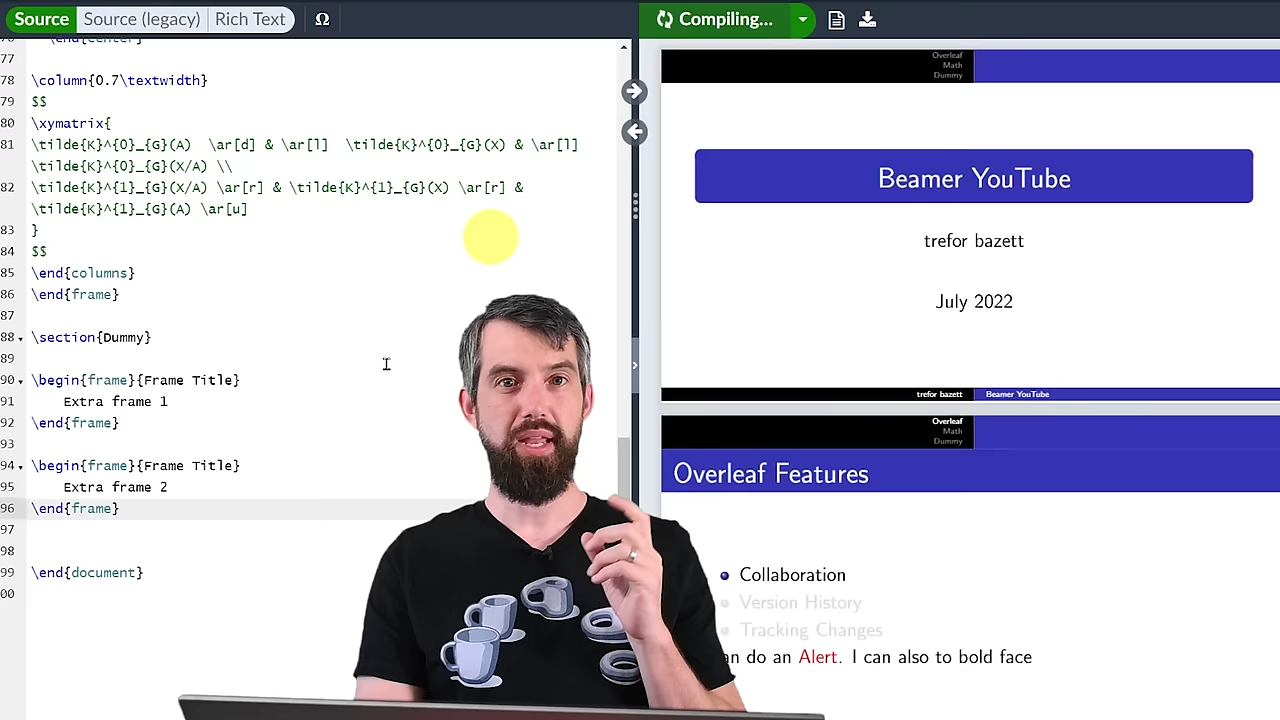 Source Source (legacy) Rich Text Ω
Compiling...
76 \end{center}
77
78 \column{0.7\textwidth}
79 $$
80 \xymatrix{
81 \tilde{K}^{0}_{G}(A) \ar[d] & \ar[l] \tilde{K}^{0}_{G}(X) & \ar[l]
\tilde{K}^{0}_{G}(X/A) \\
82 \tilde{K}^{1}_{G}(X/A) \ar[r] & \tilde{K}^{1}_{G}(X) \ar[r] &
\tilde{K}^{1}_{G}(A) \ar[u]
83 }
84 $$
85 \end{columns}
86 \end{frame}
87
88 \section{Dummy}
89
90 \begin{frame}{Frame Title}
91 Extra frame 1
92 \end{frame}
93
94 \begin{frame}{Frame Title}
95 Extra frame 2
96 \end{frame}
97
98
99 \end{document}
00
Overleaf
Math
Dummy
Beamer YouTube
trefor bazett
July 2022
trefor bazett Beamer YouTube
Overleaf
Math
Dummy
Overleaf Features
Collaboration
Version History
Tracking Changes
an do an Alert. I can also to bold face